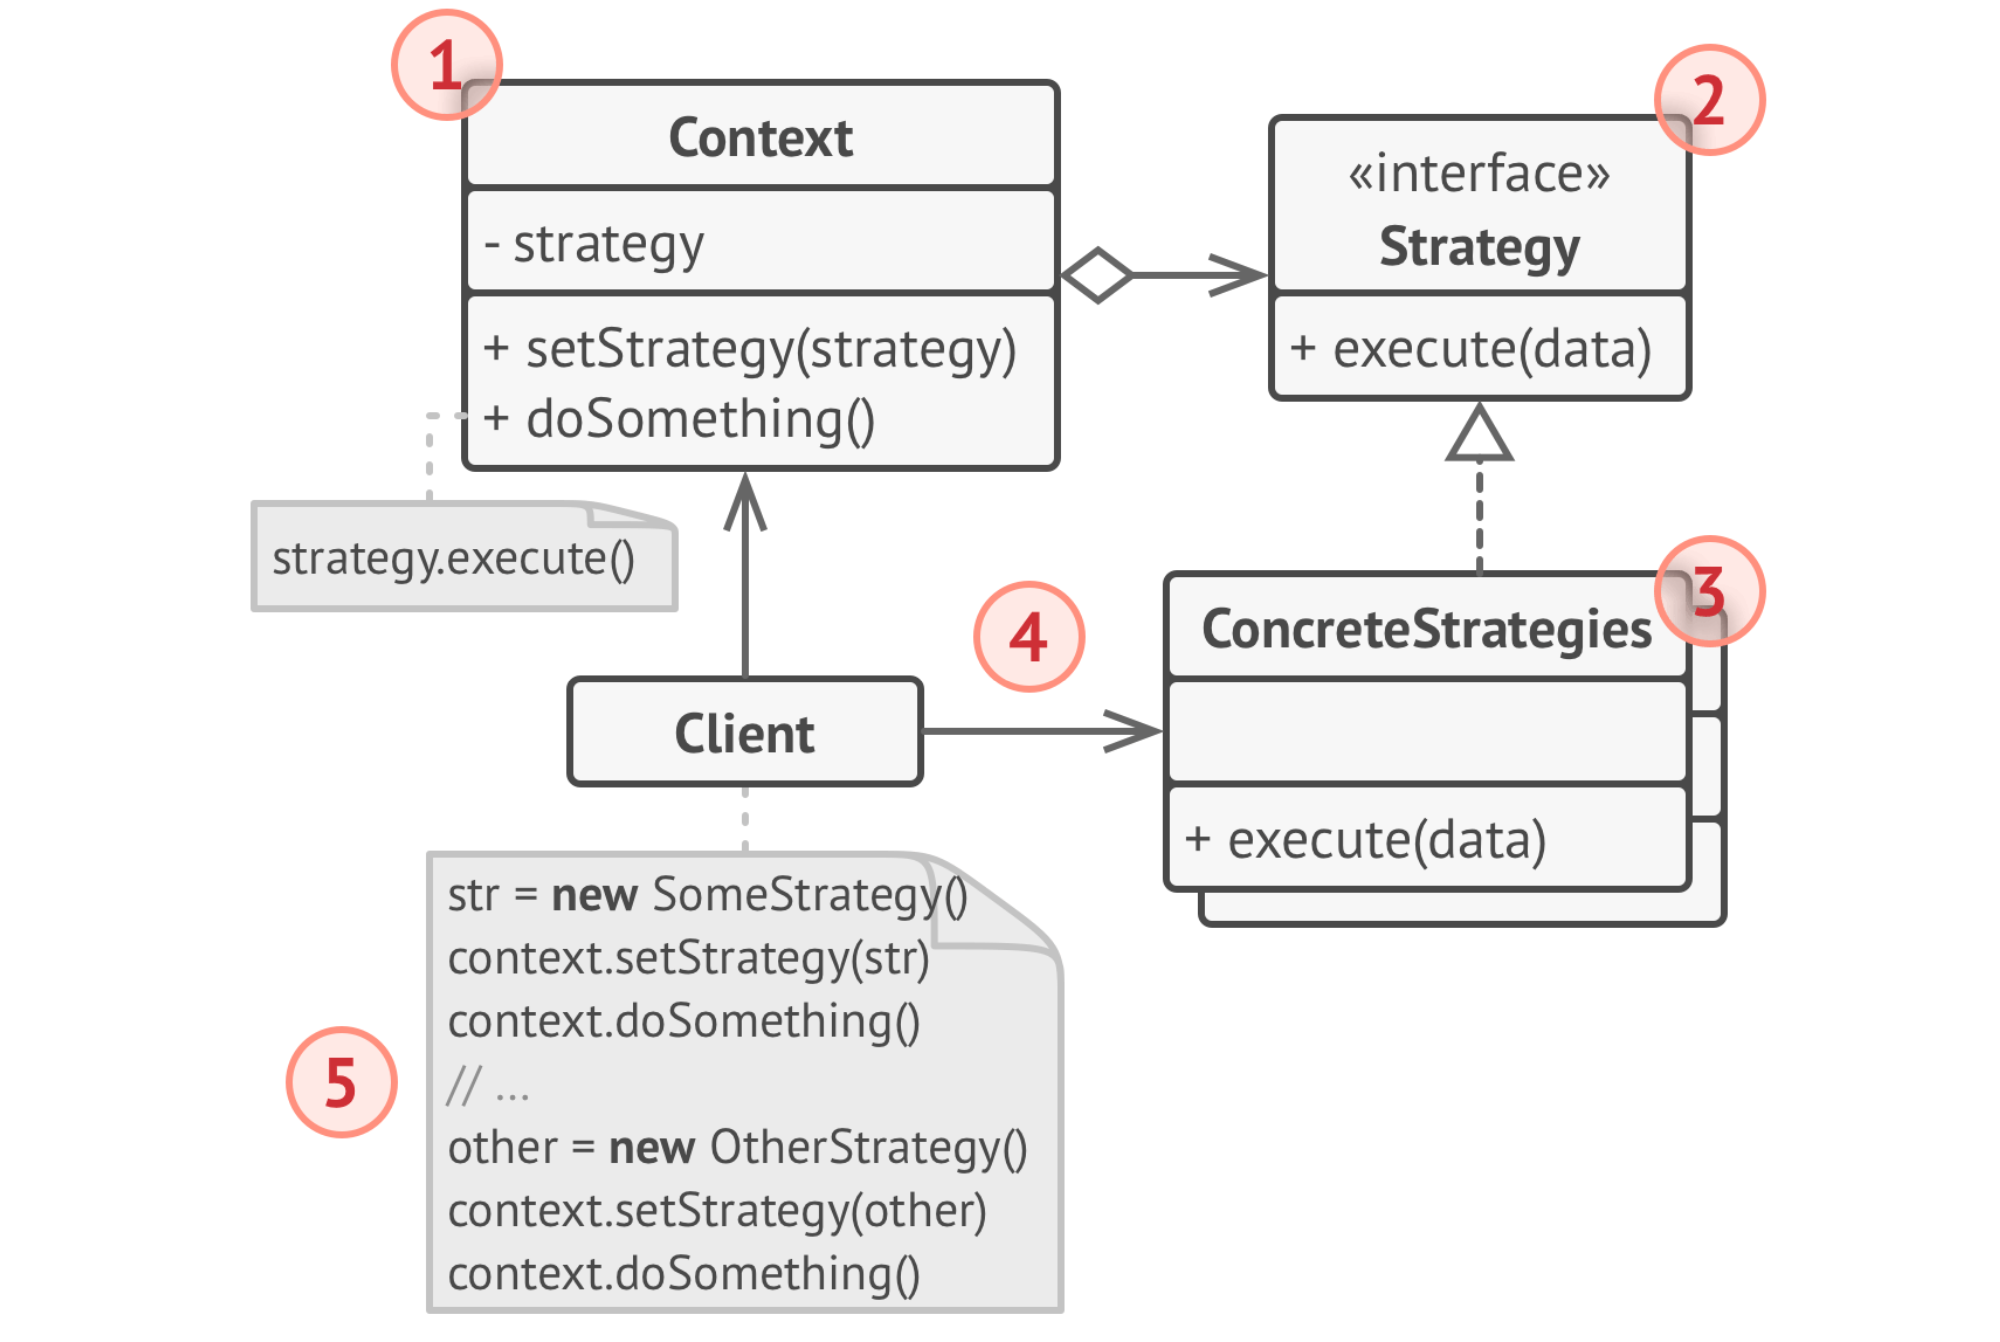 1
Context
- strategy
+ setStrategy(strategy)
+ doSomething()
2
«interface»
Strategy
+ execute(data)
strategy.execute()
3
ConcreteStrategies
+ execute(data)
4
Client
5
str = new SomeStrategy()
context.setStrategy(str)
context.doSomething()
// ...
other = new OtherStrategy()
context.setStrategy(other)
context.doSomething()